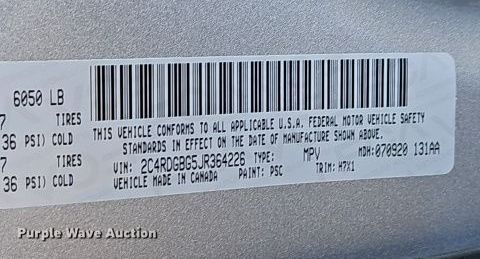 6050 LB
7 TIRES
36 PSI) COLD
7 TIRES
36 PSI) COLD
THIS VEHICLE CONFORMS TO ALL APPLICABLE U.S.A. FEDERAL MOTOR VEHICLE SAFETY
STANDARDS IN EFFECT ON THE DATE OF MANUFACTURE SHOWN ABOVE.
VIN: 2C4RDGBG5JR364226 TYPE: MPV MDH: 070920 131AA
VEHICLE MADE IN CANADA PAINT: PSC TRIM: H7X1
Purple Wave Auction